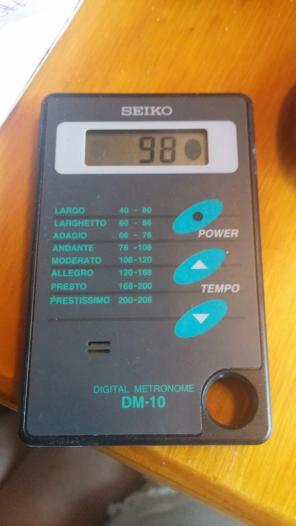 SEIKO
98
LARGO 40 - 60
LARGHETTO 60 - 66
ADAGIO 66 - 76
ANDANTE 76 -108
MODERATO 108-120
ALLEGRO 120-168
PRESTO 168-200
PRESTISSIMO 200-208
POWER
TEMPO
DIGITAL METRONOME
DM-10